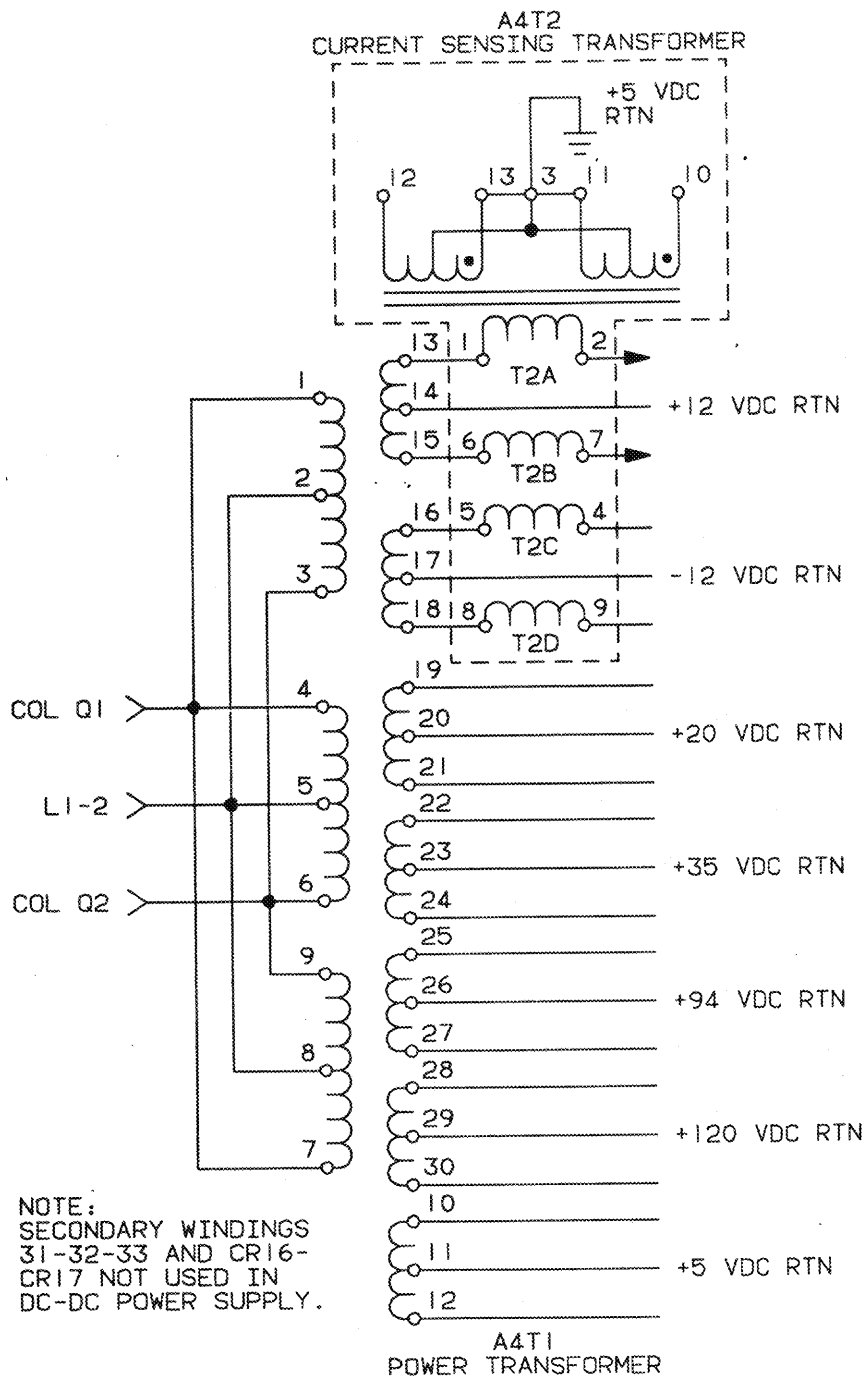 A4T2
CURRENT SENSING TRANSFORMER
+5 VDC
RTN
12 13 3 11 10
13 1 2
T2A
1
14 +12 VDC RTN
15 6 7
T2B
2
16 5 4
T2C
17 -12 VDC RTN
3
18 8 9
T2D
19
4
COL Q1
20 +20 VDC RTN
21
5
L1-2
22
23 +35 VDC RTN
6
COL Q2
24
25
9
26 +94 VDC RTN
27
8
28
29 +120 VDC RTN
7
30
10
11 +5 VDC RTN
12
NOTE:
SECONDARY WINDINGS
31-32-33 AND CR16-
CR17 NOT USED IN
DC-DC POWER SUPPLY.
A4T1
POWER TRANSFORMER